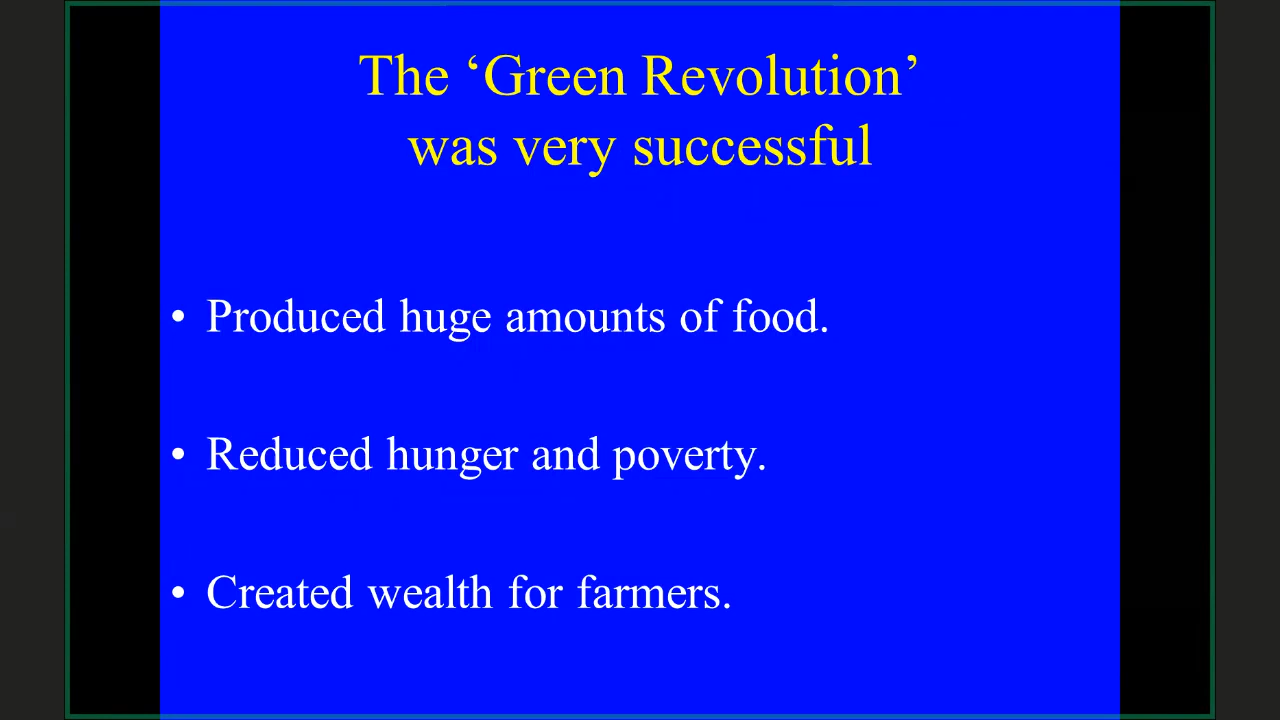 The ‘Green Revolution’
was very successful
• Produced huge amounts of food.
• Reduced hunger and poverty.
• Created wealth for farmers.